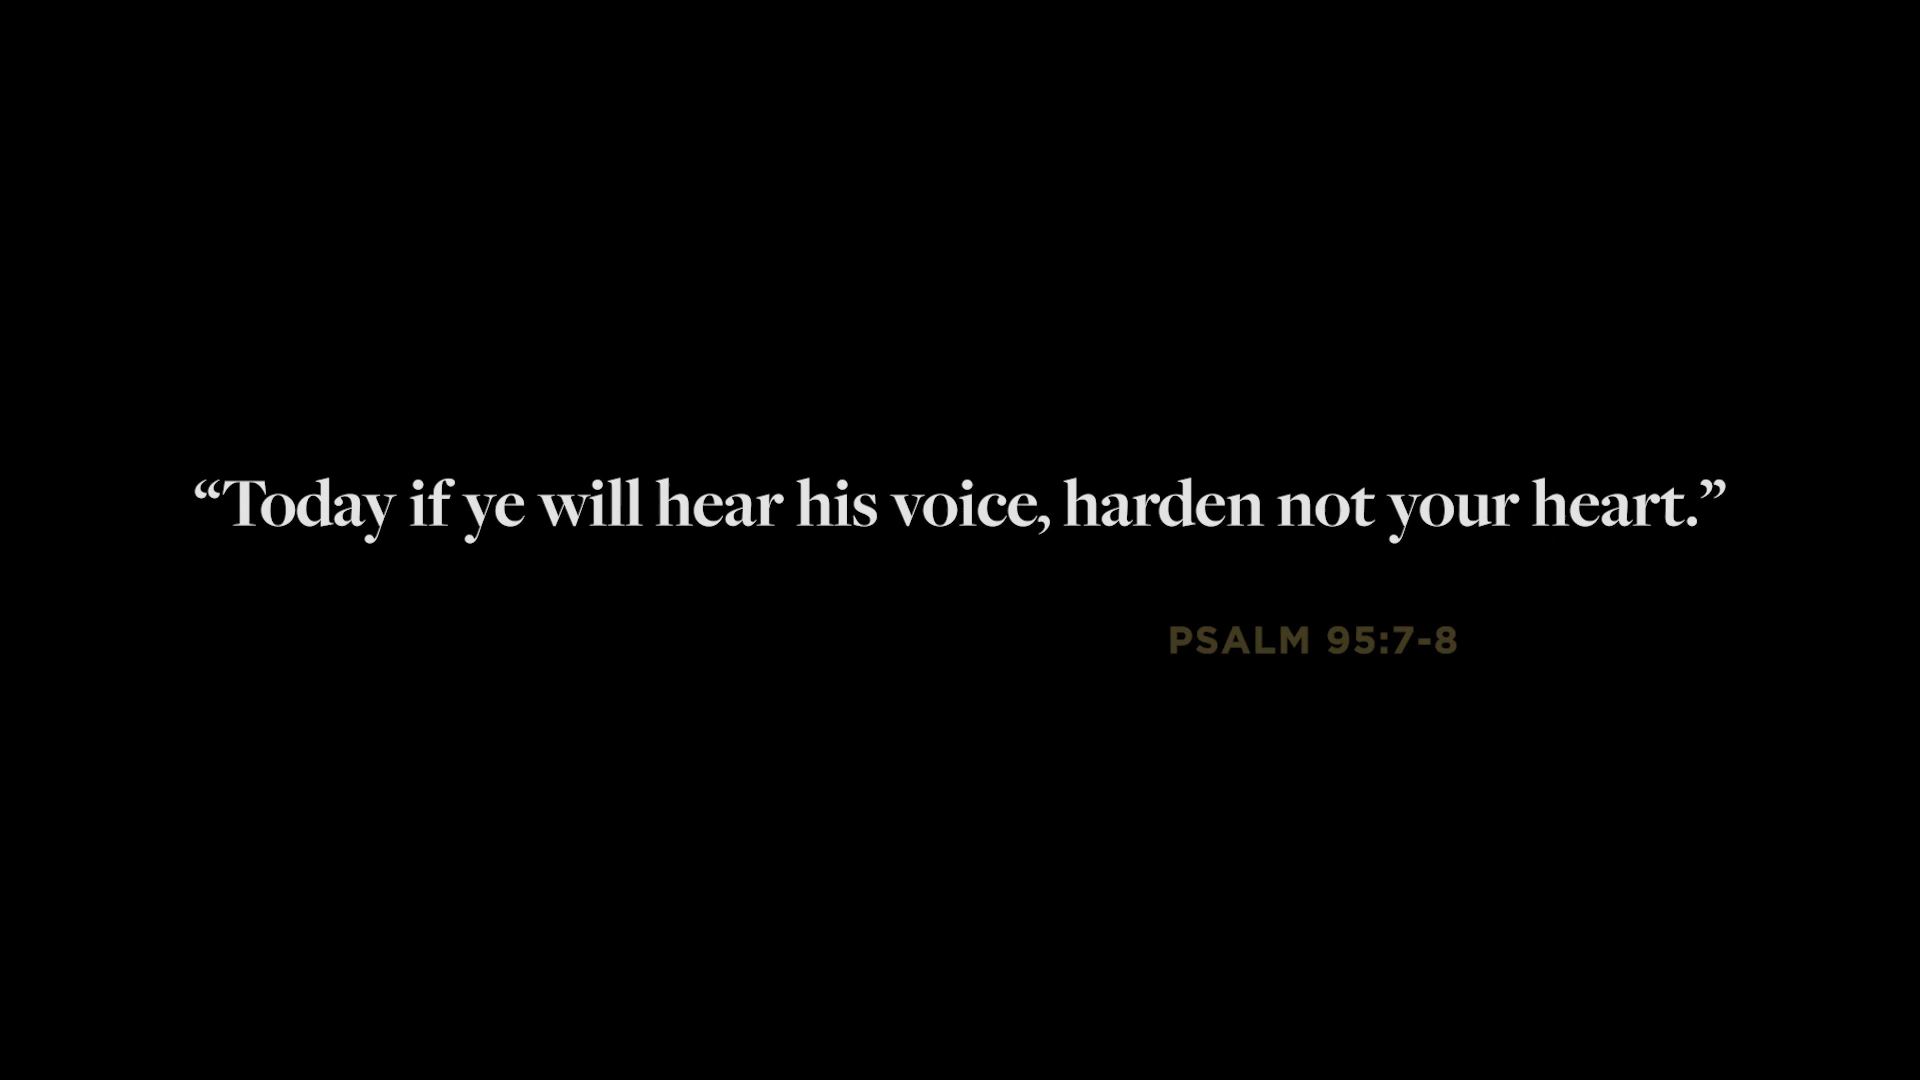 “Today if ye will hear his voice, harden not your heart.”
PSALM 95:7-8